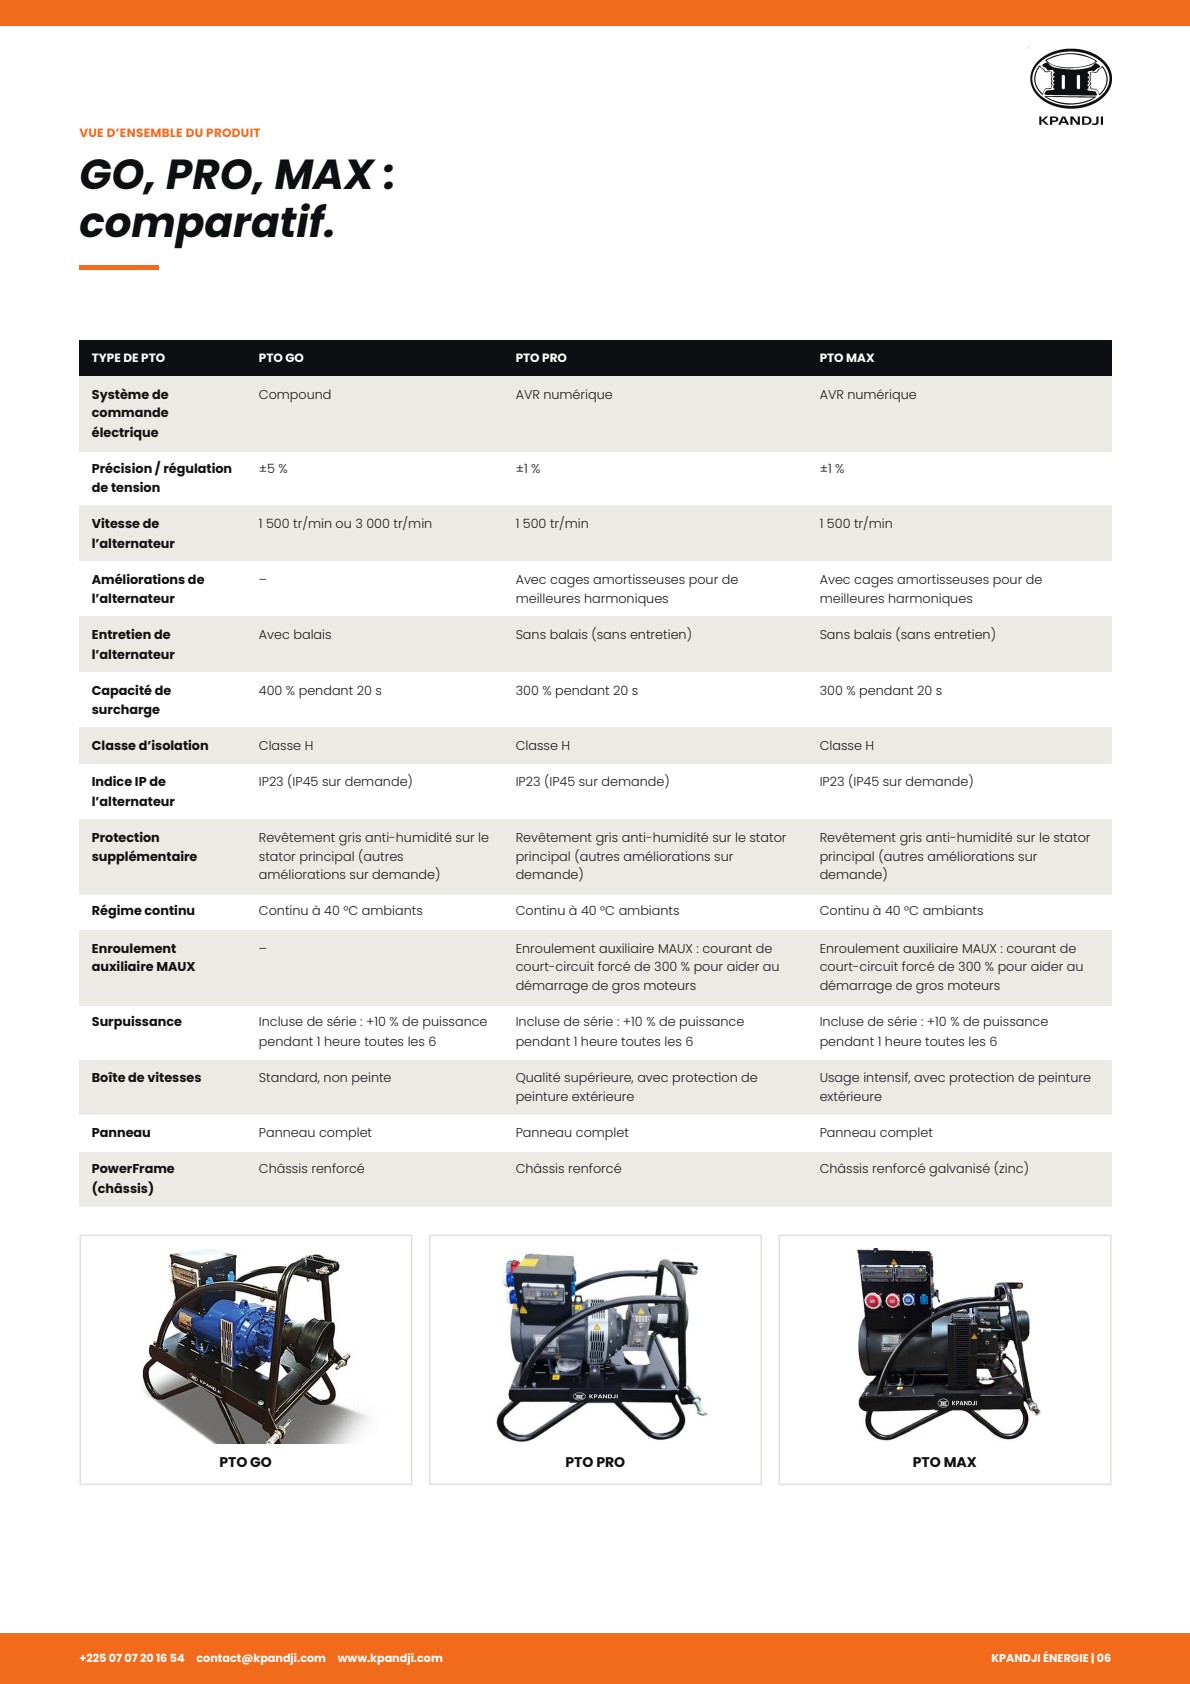 KPANDJI
VUE D’ENSEMBLE DU PRODUIT
GO, PRO, MAX :
comparatif.
TYPE DE PTO PTO GO PTO PRO PTO MAX
Système de commande électrique Compound AVR numérique AVR numérique
Précision / régulation de tension ±5 % ±1 % ±1 %
Vitesse de l’alternateur 1 500 tr/min ou 3 000 tr/min 1 500 tr/min 1 500 tr/min
Améliorations de l’alternateur – Avec cages amortisseuses pour de meilleures harmoniques Avec cages amortisseuses pour de meilleures harmoniques
Entretien de l’alternateur Avec balais Sans balais (sans entretien) Sans balais (sans entretien)
Capacité de surcharge 400 % pendant 20 s 300 % pendant 20 s 300 % pendant 20 s
Classe d’isolation Classe H Classe H Classe H
Indice IP de l’alternateur IP23 (IP45 sur demande) IP23 (IP45 sur demande) IP23 (IP45 sur demande)
Protection supplémentaire Revêtement gris anti-humidité sur le stator principal (autres améliorations sur demande) Revêtement gris anti-humidité sur le stator principal (autres améliorations sur demande) Revêtement gris anti-humidité sur le stator principal (autres améliorations sur demande)
Régime continu Continu à 40 °C ambiants Continu à 40 °C ambiants Continu à 40 °C ambiants
Enroulement auxiliaire MAUX – Enroulement auxiliaire MAUX : courant de court-circuit forcé de 300 % pour aider au démarrage de gros moteurs Enroulement auxiliaire MAUX : courant de court-circuit forcé de 300 % pour aider au démarrage de gros moteurs
Surpuissance Incluse de série : +10 % de puissance pendant 1 heure toutes les 6 Incluse de série : +10 % de puissance pendant 1 heure toutes les 6 Incluse de série : +10 % de puissance pendant 1 heure toutes les 6
Boîte de vitesses Standard, non peinte Qualité supérieure, avec protection de peinture extérieure Usage intensif, avec protection de peinture extérieure
Panneau Panneau complet Panneau complet Panneau complet
PowerFrame (châssis) Châssis renforcé Châssis renforcé Châssis renforcé galvanisé (zinc)
KPANDJI
KPANDJI
KPANDJI
PTO GO
PTO PRO
PTO MAX
+225 07 07 20 16 54 contact@kpandji.com www.kpandji.com
KPANDJI ÉNERGIE | 06